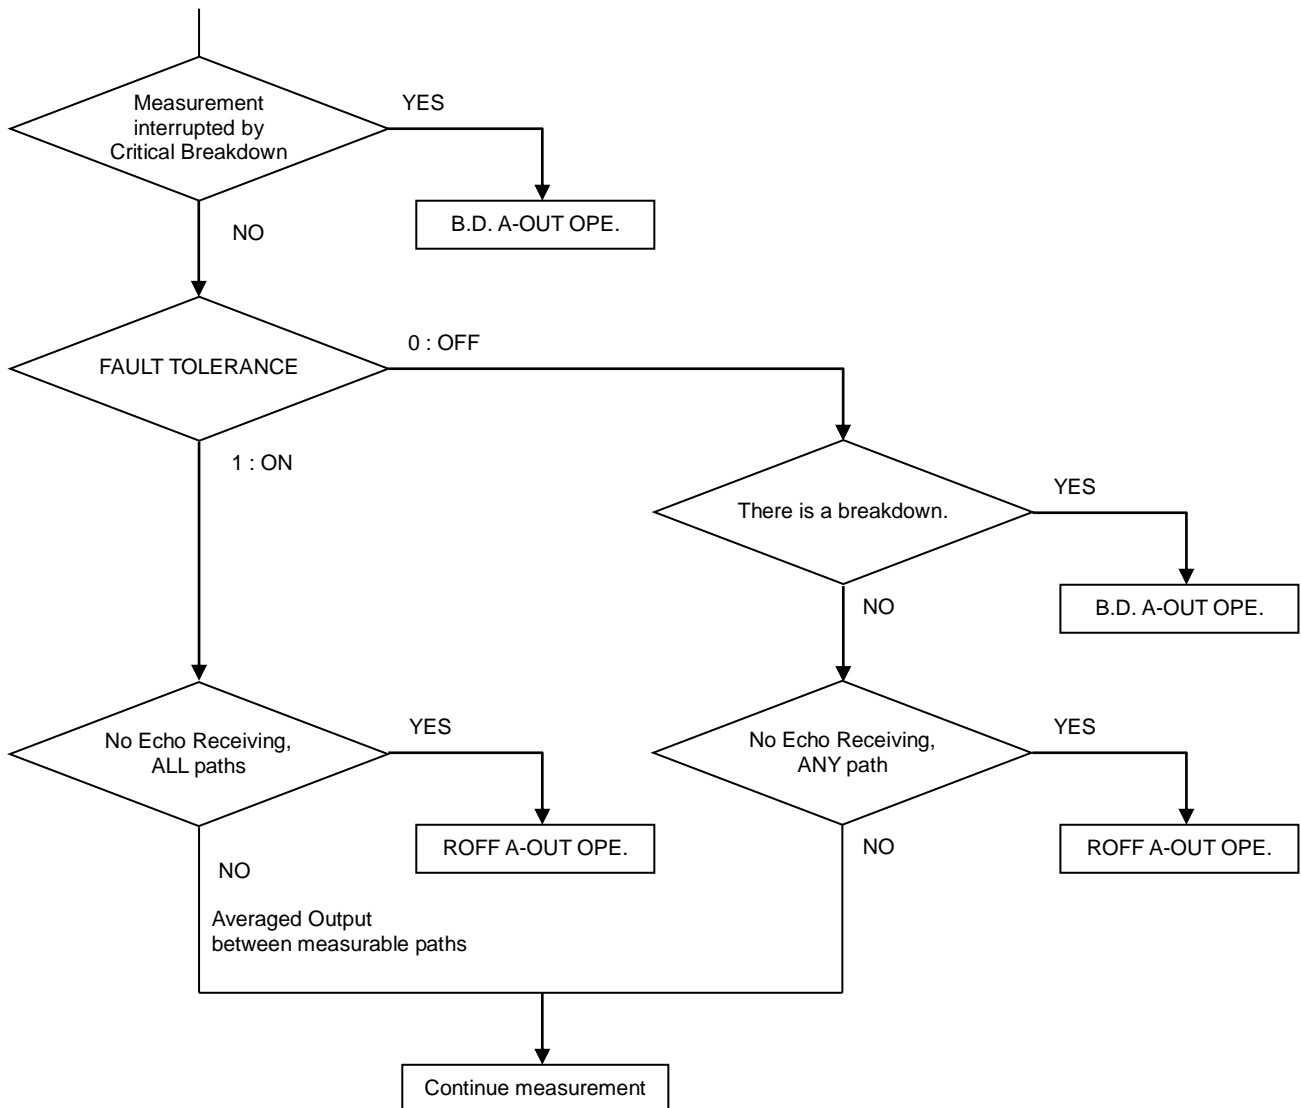 Measurement
interrupted by
Critical Breakdown
YES
B.D. A-OUT OPE.
NO
FAULT TOLERANCE
0 : OFF
1 : ON
There is a breakdown.
YES
B.D. A-OUT OPE.
NO
No Echo Receiving,
ALL paths
YES
ROFF A-OUT OPE.
NO
Averaged Output
between measurable paths
No Echo Receiving,
ANY path
YES
ROFF A-OUT OPE.
NO
Continue measurement